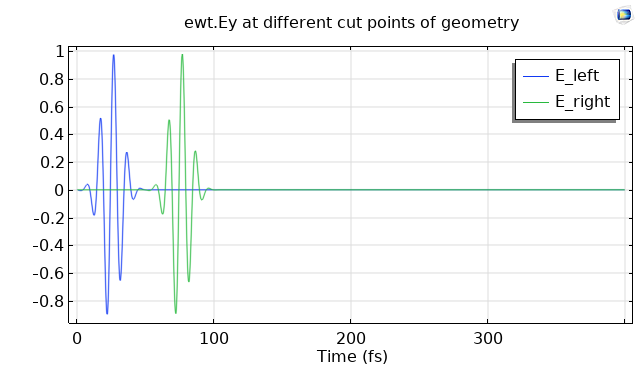 ewt.Ey at different cut points of geometry
1
0.8
0.6
0.4
0.2
0
-0.2
-0.4
-0.6
-0.8
E_left
E_right
0 100 200 300
Time (fs)